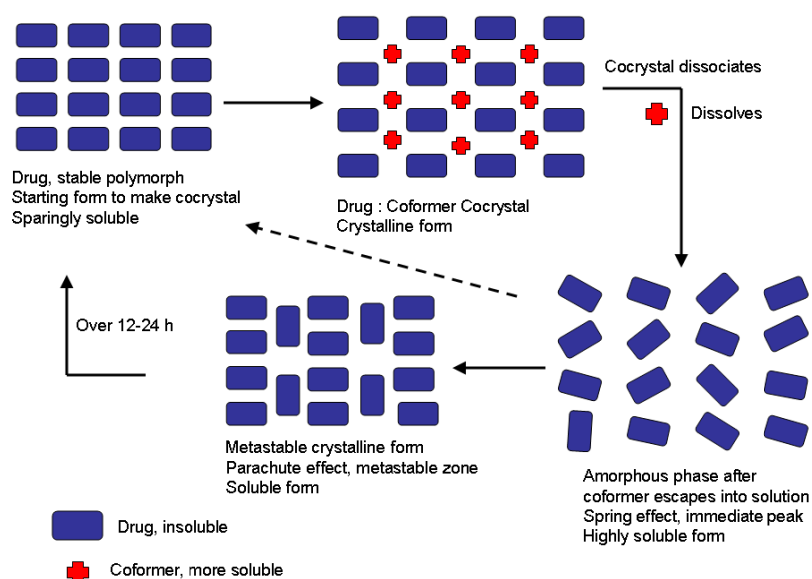 Drug, stable polymorph
Starting form to make cocrystal
Sparingly soluble
Drug : Coformer Cocrystal
Crystalline form
Cocrystal dissociates
Dissolves
Over 12-24 h
Metastable crystalline form
Parachute effect, metastable zone
Soluble form
Amorphous phase after
coformer escapes into solution
Spring effect, immediate peak
Highly soluble form
Drug, insoluble
Coformer, more soluble